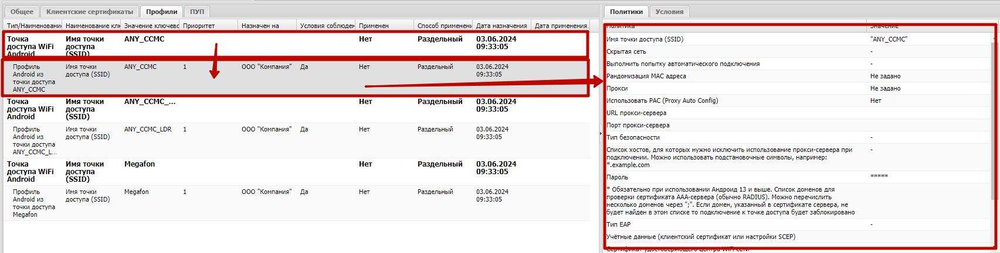 Общее Клиентские сертификаты Профили ПУП
Тип/Наименование Наименование клю Значение ключевс Приоритет Назначен на Условия соблюден Применен Способ применени Дата назначения Дата применения.
Точка доступа WiFi Android Имя точки доступа (SSID) ANY_CCMC Нет Раздельный 03.06.2024 09:33:05
Профиль Android из точки доступа ANY_CCMC Имя точки доступа (SSID) ANY_CCMC 1 ООО "Компания" Да Нет Раздельный 03.06.2024 09:33:05
Точка доступа WiFi Android Имя точки доступа (SSID) ANY_CCMC_... Нет Раздельный 03.06.2024 09:33:05
Профиль Android из точки доступа ANY_CCMC_L... Имя точки доступа (SSID) ANY_CCMC_LDR 1 ООО "Компания" Да Нет Раздельный 03.06.2024 09:33:05
Точка доступа WiFi Android Имя точки доступа (SSID) Megafon Нет Раздельный 03.06.2024 09:33:05
Профиль Android из точки доступа Megafon Имя точки доступа (SSID) Megafon 1 ООО "Компания" Да Нет Раздельный 03.06.2024 09:33:05
Политики Условия
Политика Значение
Имя точки доступа (SSID) "ANY_CCMC"
Скрытая сеть -
Выполнить попытку автоматического подключения -
Рандомизация MAC адреса Не задано
Прокси Не задано
Использовать PAC (Proxy Auto Config) Нет
URL прокси-сервера
Порт прокси-сервера
Тип безопасности -
Список хостов, для которых нужно исключить использование прокси-сервера при -
подключении. Можно использовать подстановочные символы, например:
*.example.com
Пароль *****
* Обязательно при использовании Андроид 13 и выше. Список доменов для
проверки сертификата AAA-сервера (обычно RADIUS). Можно перечислить
несколько доменов через ";". Если домен, указанный в сертификате сервера, не
будет найден в этом списке то подключение к точке доступа будет заблокировано
Тип EAP -
Учётные данные (клиентский сертификат или настройки SCEP)
Сертификат удостоверяющего центра WiFi сети